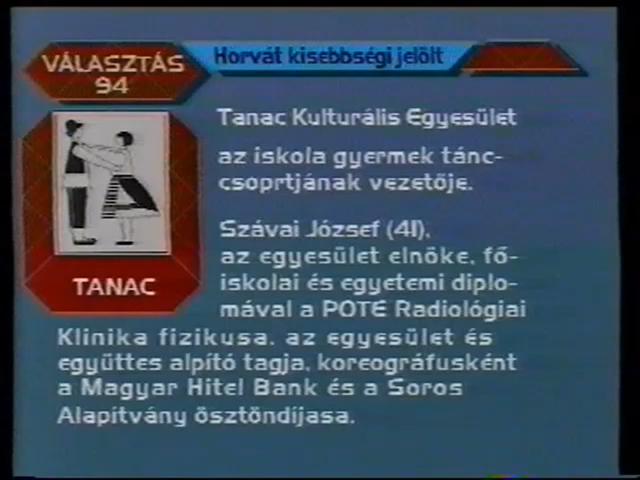 VÁLASZTÁS
94
Horvát kisebbségi jelölt
TANAC
Tanac Kulturális Egyesület
az iskola gyermek tánc-
csoprtjának vezetője.
Szávai József (41),
az egyesület elnöke, fő-
iskolai és egyetemi diplo-
mával a POTE Radiológiai
Klinika fizikusa, az egyesület és
együttes alpító tagja, koreográfusként
a Magyar Hitel Bank és a Soros
Alapítvány ösztöndíjasa.